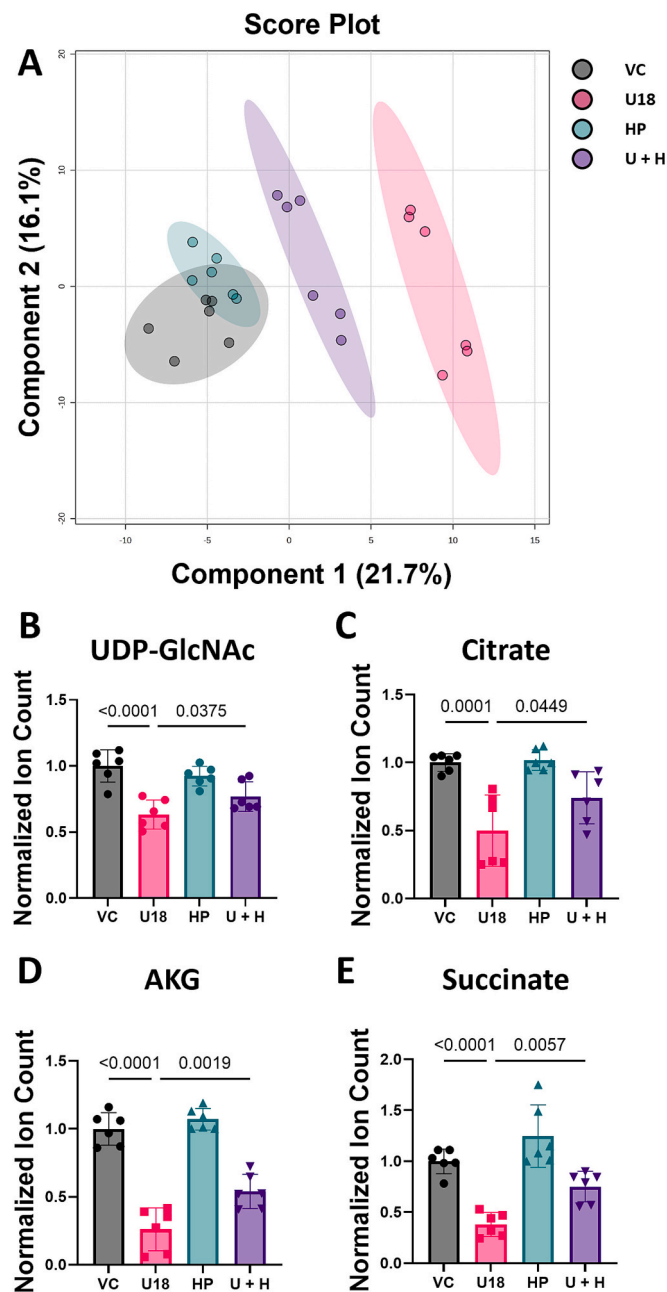 Score Plot
A
VC
U18
HP
U + H
20
10
0
-10
-20
Component 2 (16.1%)
-10
-5
0
5
10
15
Component 1 (21.7%)
B
UDP-GlcNAc
Normalized Ion Count
1.5
1.0
0.5
0.0
<0.0001
0.0375
VC
U18
HP
U + H
C
Citrate
Normalized Ion Count
1.5
1.0
0.5
0.0
0.0001
0.0449
VC
U18
HP
U + H
D
AKG
Normalized Ion Count
1.5
1.0
0.5
0.0
<0.0001
0.0019
VC
U18
HP
U + H
E
Succinate
Normalized Ion Count
2.0
1.5
1.0
0.5
0.0
<0.0001
0.0057
VC
U18
HP
U + H